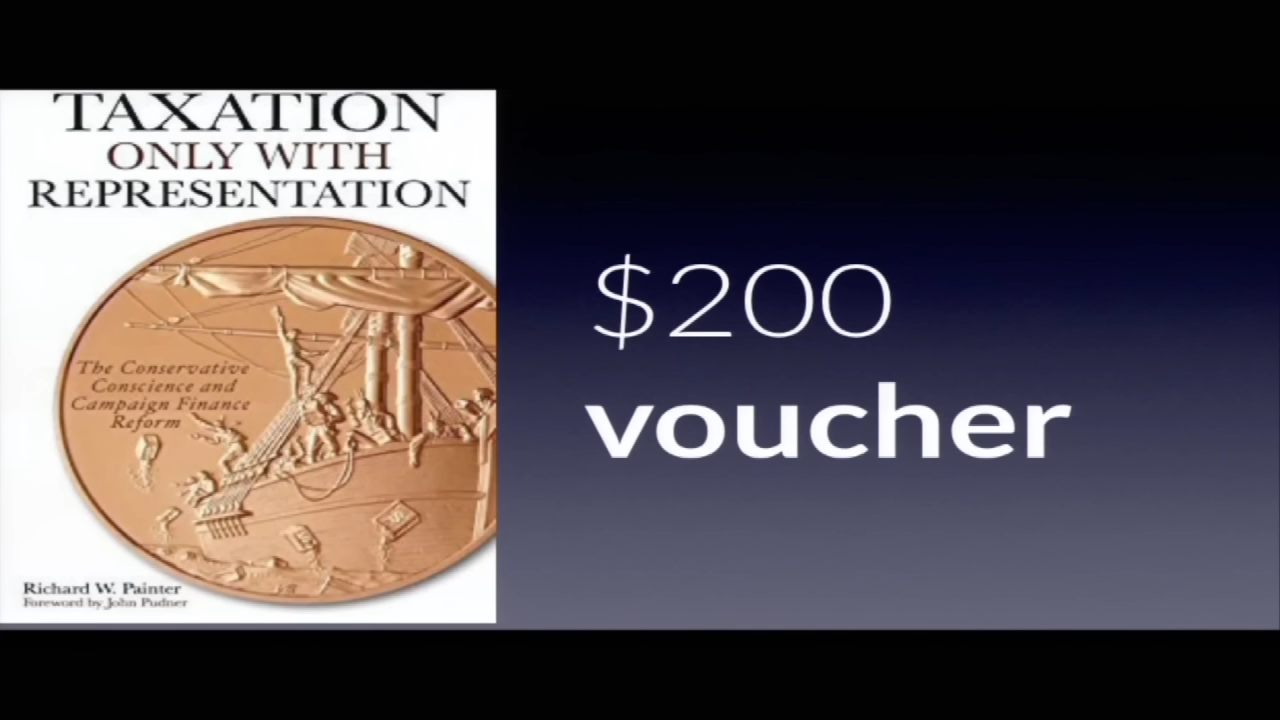 TAXATION
ONLY WITH
REPRESENTATION
The Conservative
Conscience and
Campaign Finance
Reform
Richard W. Painter
Foreword by John Pudner
$200
voucher